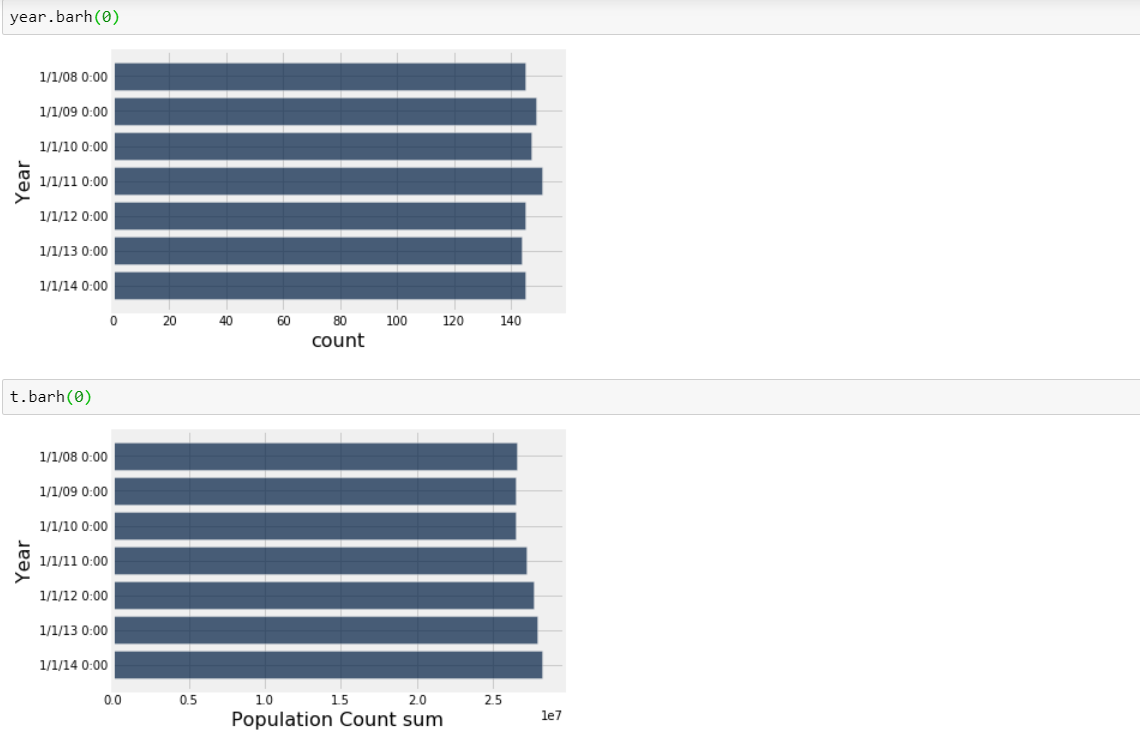 year.barh(0)
1/1/08 0:00
1/1/09 0:00
1/1/10 0:00
1/1/11 0:00
1/1/12 0:00
1/1/13 0:00
1/1/14 0:00
Year
0 20 40 60 80 100 120 140
count
t.barh(0)
1/1/08 0:00
1/1/09 0:00
1/1/10 0:00
1/1/11 0:00
1/1/12 0:00
1/1/13 0:00
1/1/14 0:00
Year
0.0 0.5 1.0 1.5 2.0 2.5
1e7
Population Count sum